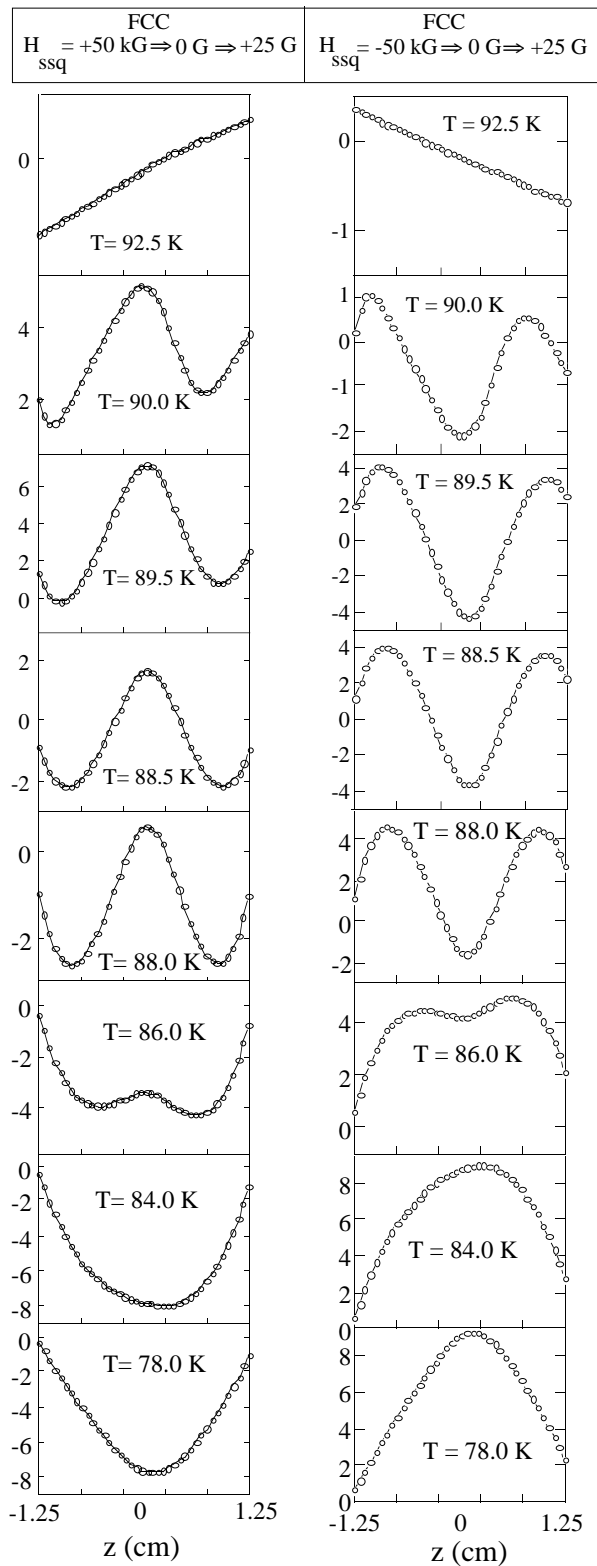 FCC
H_ssq = +50 kG⇒ 0 G ⇒ +25 G
FCC
H_ssq = -50 kG⇒ 0 G ⇒ +25 G
0
T= 92.5 K
0
-1
T = 92.5 K
4
2
T= 90.0 K
1
0
-1
-2
T = 90.0 K
6
4
2
0
T= 89.5 K
4
2
0
-2
-4
T = 89.5 K
2
0
-2
T= 88.5 K
4
2
0
-2
-4
T = 88.5 K
0
-2
T= 88.0 K
4
2
0
-2
T = 88.0 K
0
-2
-4
T= 86.0 K
4
2
0
T = 86.0 K
0
-2
-4
-6
-8
T= 84.0 K
8
6
4
2
0
T = 84.0 K
0
-2
-4
-6
-8
T= 78.0 K
8
6
4
2
0
T = 78.0 K
-1.25 0 1.25
z (cm)
-1.25 0 1.25
z (cm)